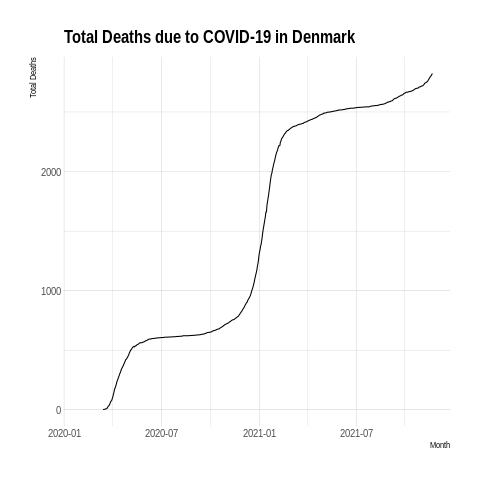 Total Deaths due to COVID-19 in Denmark
Total Deaths
2000
1000
0
2020-01 2020-07 2021-01 2021-07
Month